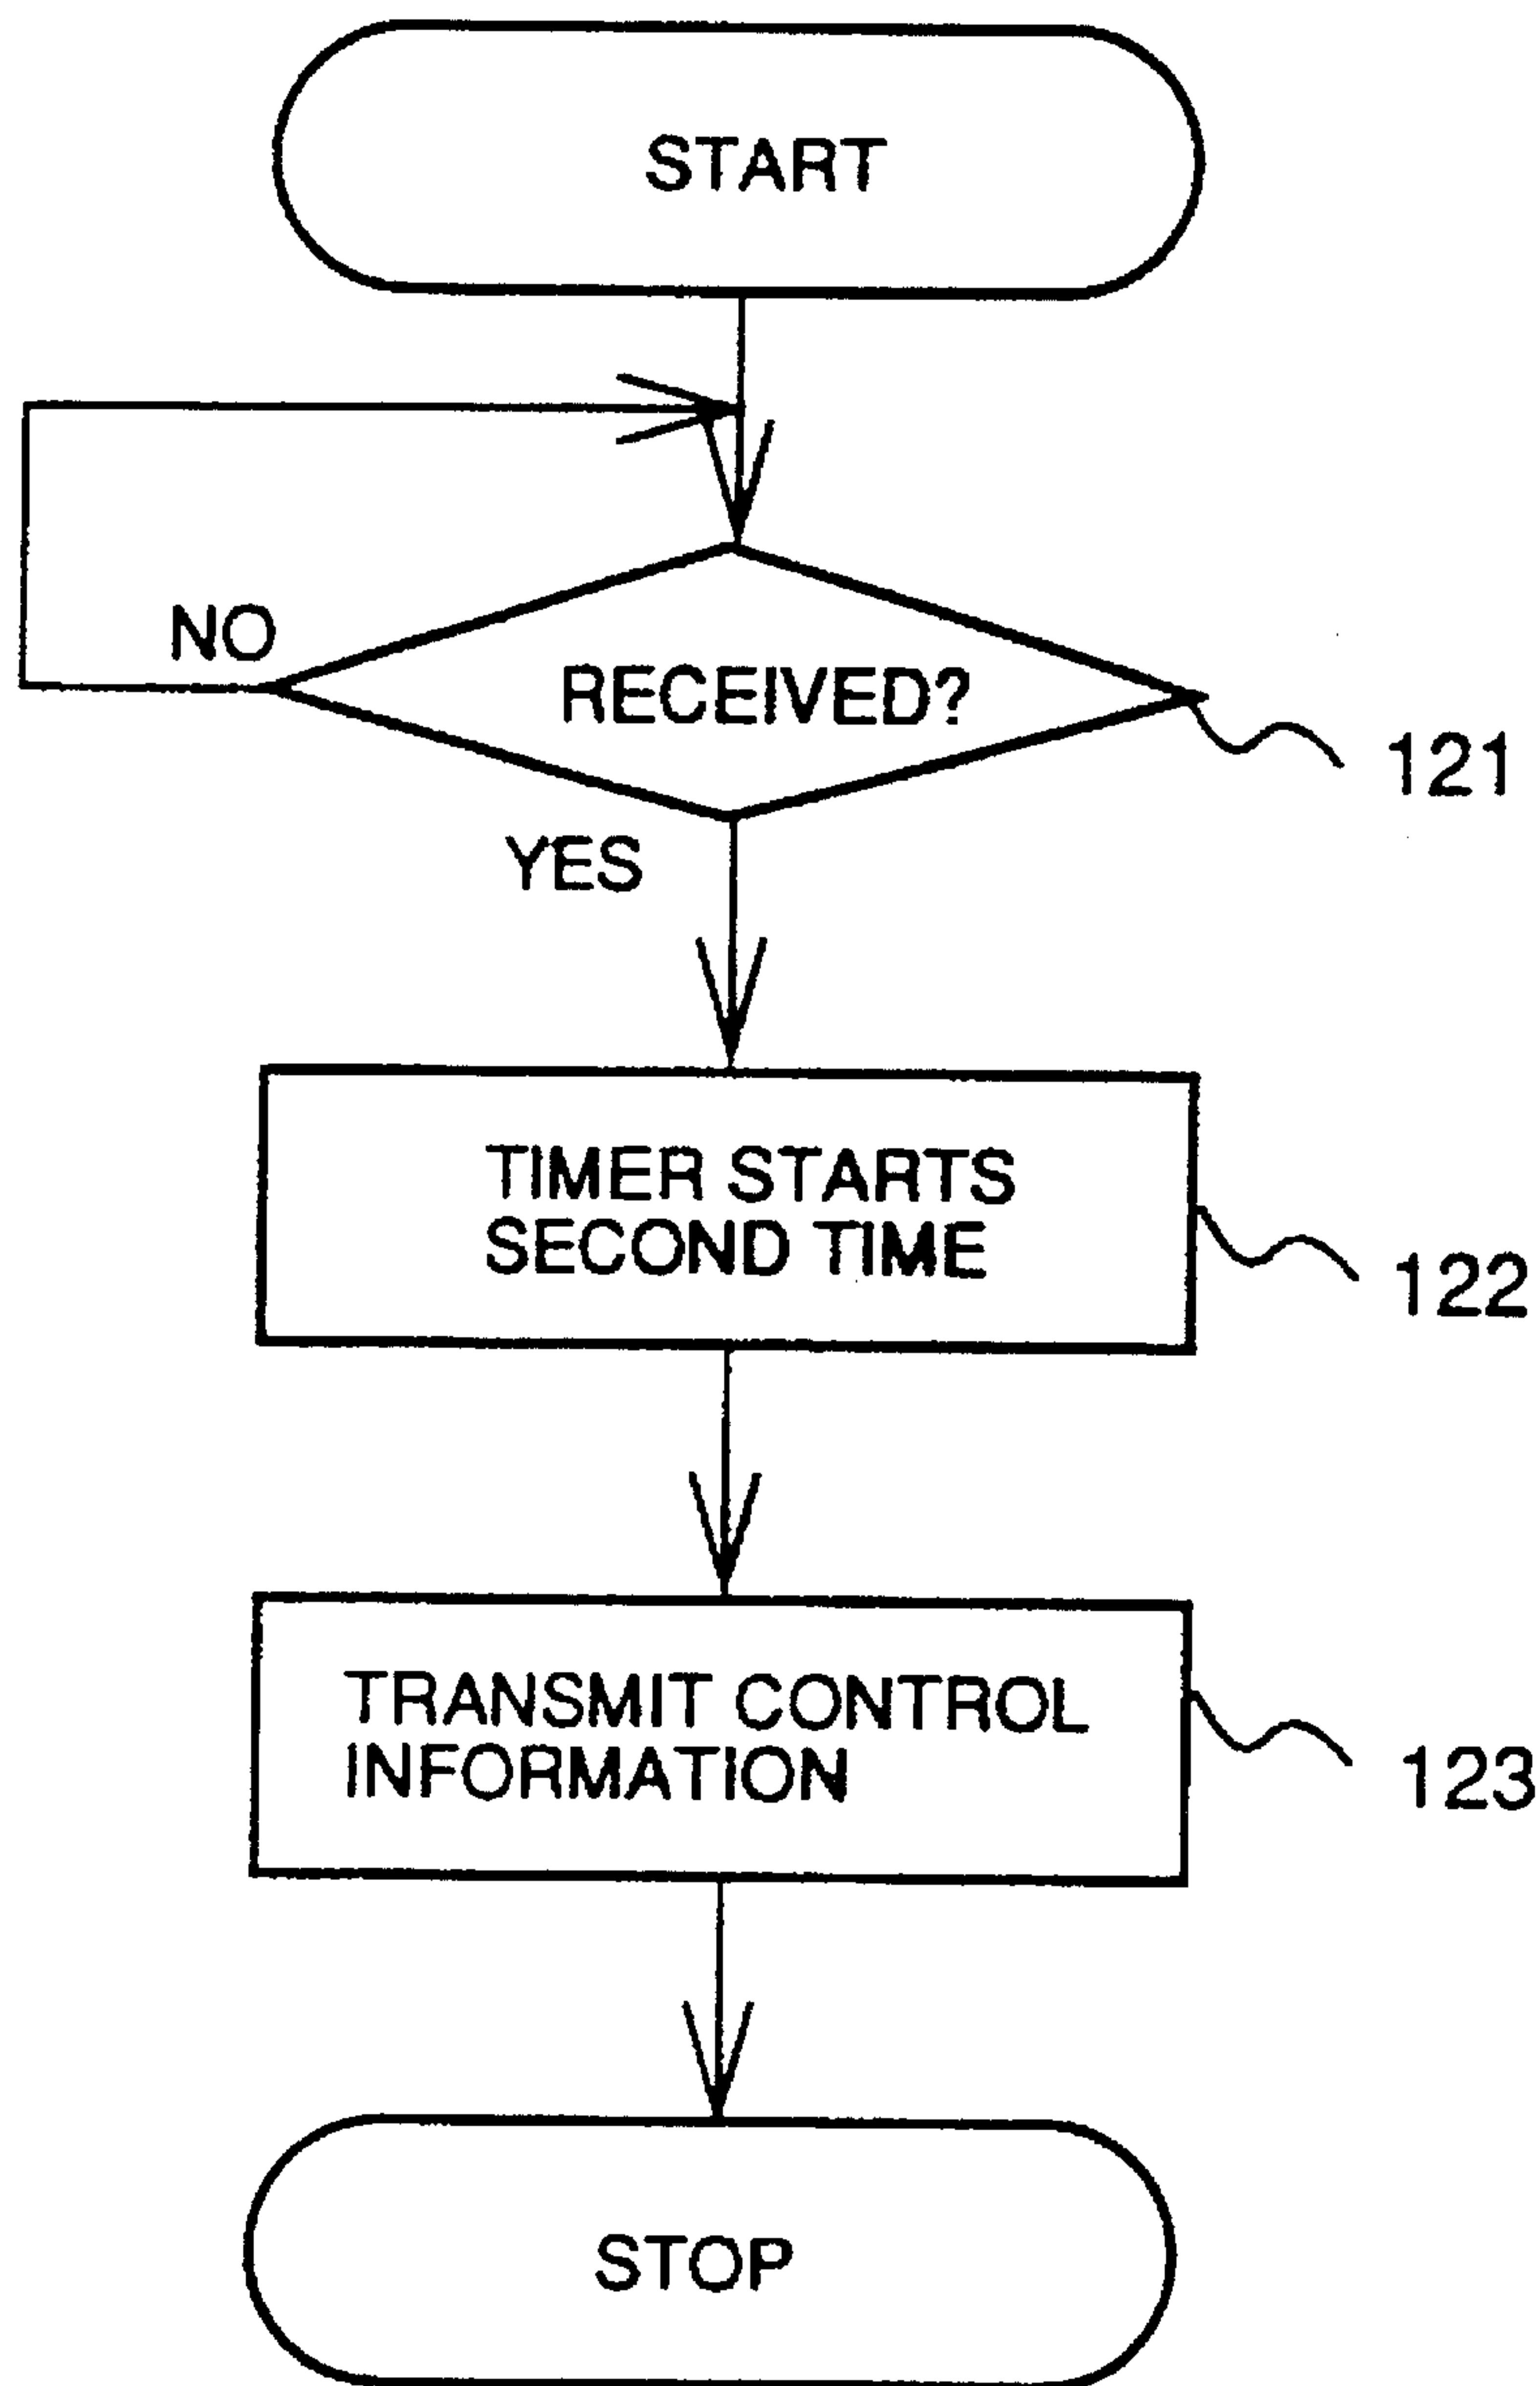 START
NO
RECEIVED?
121
YES
TIMER STARTS
SECOND TIME
122
TRANSMIT CONTROL
INFORMATION
123
STOP